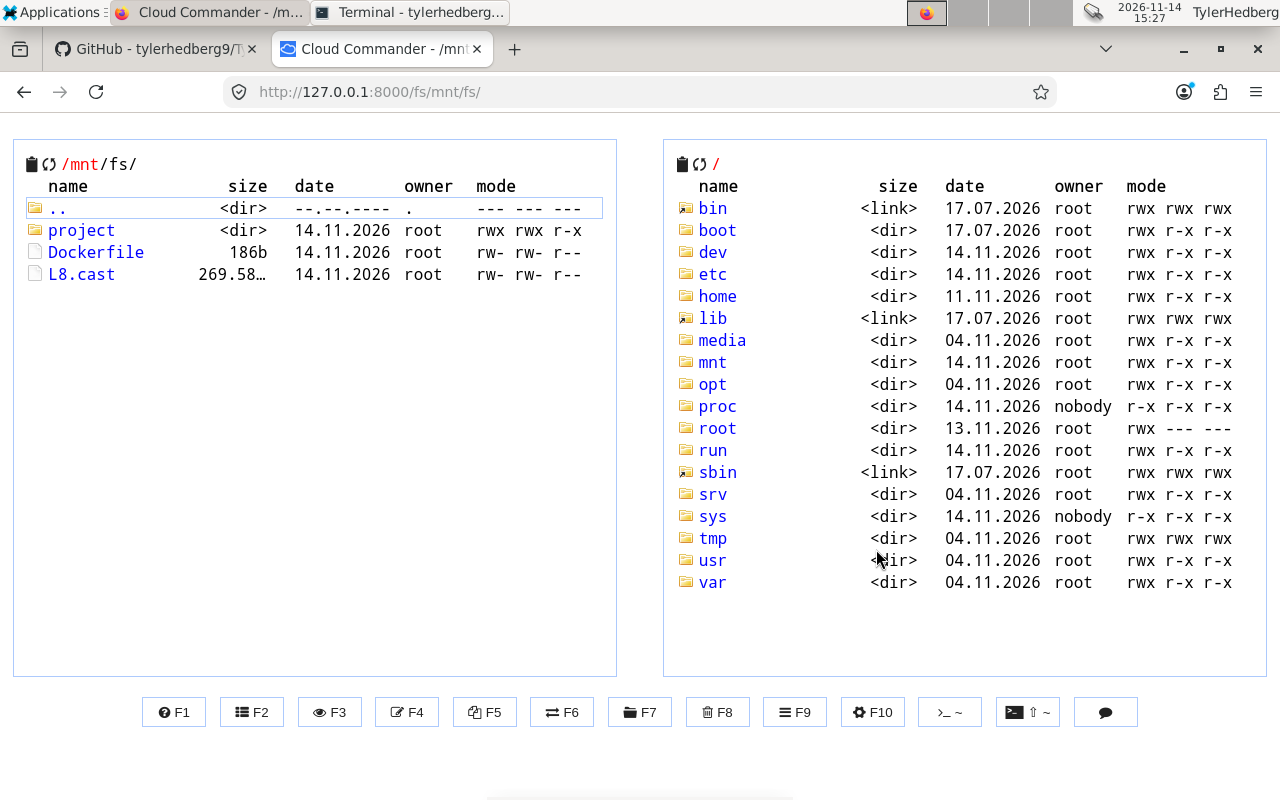 Applications
Cloud Commander - /m...
Terminal - tylerhedberg...
2026-11-14
15:27
TylerHedberg
GitHub - tylerhedberg9/T
Cloud Commander - /mnt
http://127.0.0.1:8000/fs/mnt/fs/
/mnt/fs/
name size date owner mode
.. <dir> --.--.---- . --- --- ---
project <dir> 14.11.2026 root rwx rwx r-x
Dockerfile 186b 14.11.2026 root rw- rw- r--
L8.cast 269.58… 14.11.2026 root rw- rw- r--
/
name size date owner mode
bin <link> 17.07.2026 root rwx rwx rwx
boot <dir> 17.07.2026 root rwx r-x r-x
dev <dir> 14.11.2026 root rwx r-x r-x
etc <dir> 14.11.2026 root rwx r-x r-x
home <dir> 11.11.2026 root rwx r-x r-x
lib <link> 17.07.2026 root rwx rwx rwx
media <dir> 04.11.2026 root rwx r-x r-x
mnt <dir> 14.11.2026 root rwx r-x r-x
opt <dir> 04.11.2026 root rwx r-x r-x
proc <dir> 14.11.2026 nobody r-x r-x r-x
root <dir> 13.11.2026 root rwx --- ---
run <dir> 14.11.2026 root rwx r-x r-x
sbin <link> 17.07.2026 root rwx rwx rwx
srv <dir> 04.11.2026 root rwx r-x r-x
sys <dir> 14.11.2026 nobody r-x r-x r-x
tmp <dir> 04.11.2026 root rwx rwx rwx
usr <dir> 04.11.2026 root rwx r-x r-x
var <dir> 04.11.2026 root rwx r-x r-x
F1 F2 F3 F4 F5 F6 F7 F8 F9 F10 >_ ~ >_ ⇧ ~